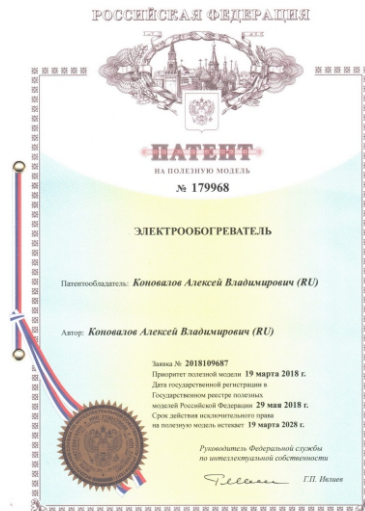 РОССИЙСКАЯ ФЕДЕРАЦИЯ
ПАТЕНТ
НА ПОЛЕЗНУЮ МОДЕЛЬ
№ 179968
ЭЛЕКТРООБОГРЕВАТЕЛЬ
Патентообладатель: Коновалов Алексей Владимирович (RU)
Автор: Коновалов Алексей Владимирович (RU)
Заявка № 2018109687
Приоритет полезной модели 19 марта 2018 г.
Дата государственной регистрации в
Государственном реестре полезных
моделей Российской Федерации 29 мая 2018 г.
Срок действия исключительного права
на полезную модель истекает 19 марта 2028 г.
Руководитель Федеральной службы
по интеллектуальной собственности
Г.П. Ивлиев